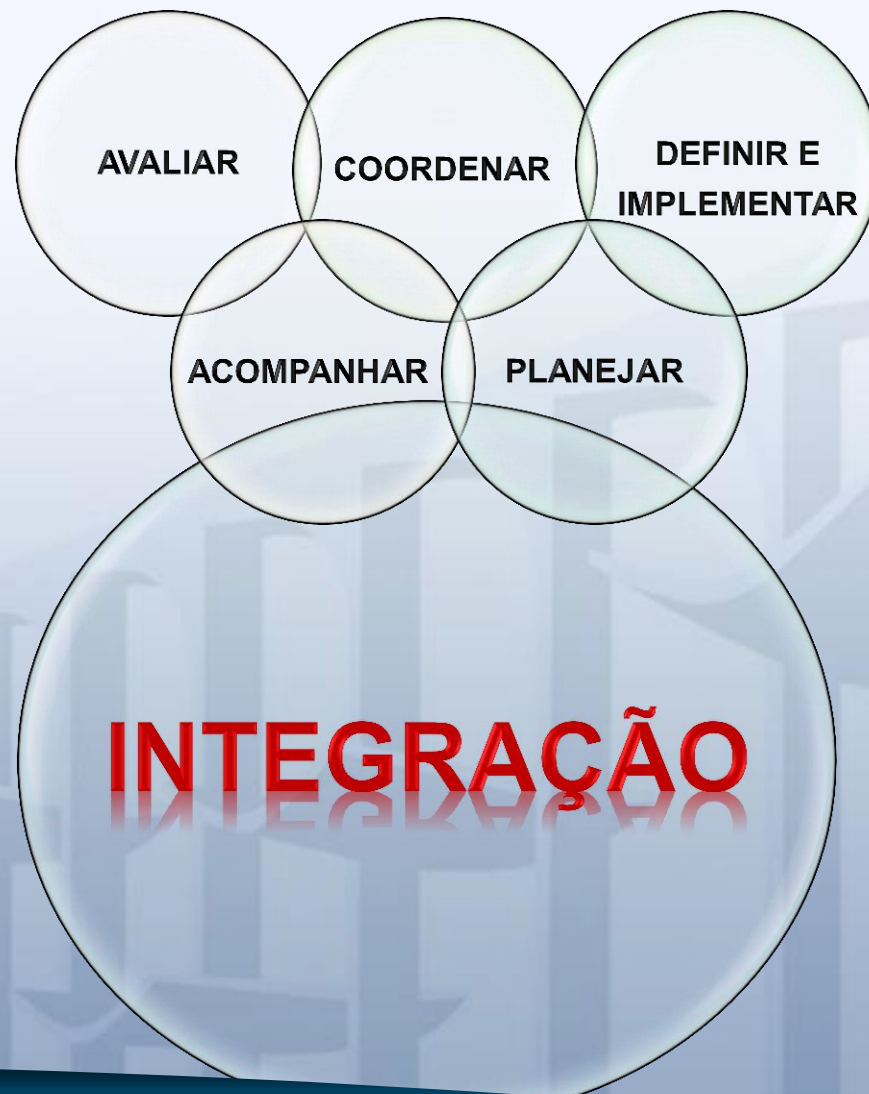 AVALIAR
COORDENAR
DEFINIR E
IMPLEMENTAR
ACOMPANHAR
PLANEJAR
INTEGRAÇÃO